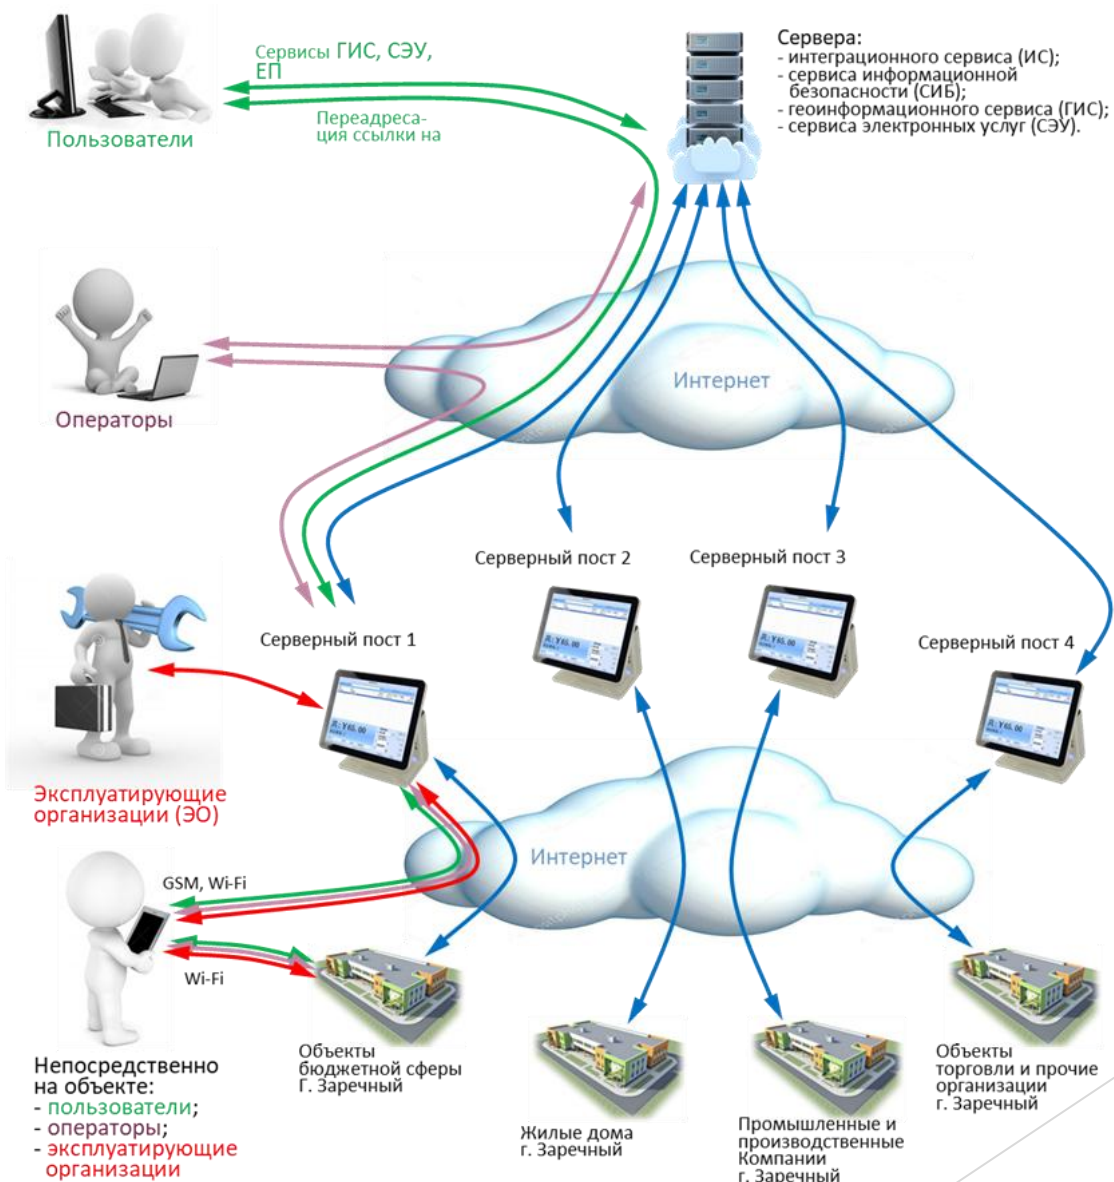 Сервисы ГИС, СЭУ,
ЕП
Переадреса-
ция ссылки на
Пользователи
Сервера:
- интеграционного сервиса (ИС);
- сервиса информационной
безопасности (СИБ);
- геоинформационного сервиса (ГИС);
- сервиса электронных услуг (СЭУ).
Операторы
Интернет
Серверный пост 2
Серверный пост 3
Серверный пост 1
Серверный пост 4
Эксплуатирующие
организации (ЭО)
Интернет
GSM, Wi-Fi
Wi-Fi
Непосредственно
на объекте:
- пользователи;
- операторы;
- эксплуатирующие
организации
Объекты
бюджетной сферы
Г. Заречный
Жилые дома
г. Заречный
Промышленные и
производственные
Компании
г. Заречный
Объекты
торговли и прочие
организации
г. Заречный